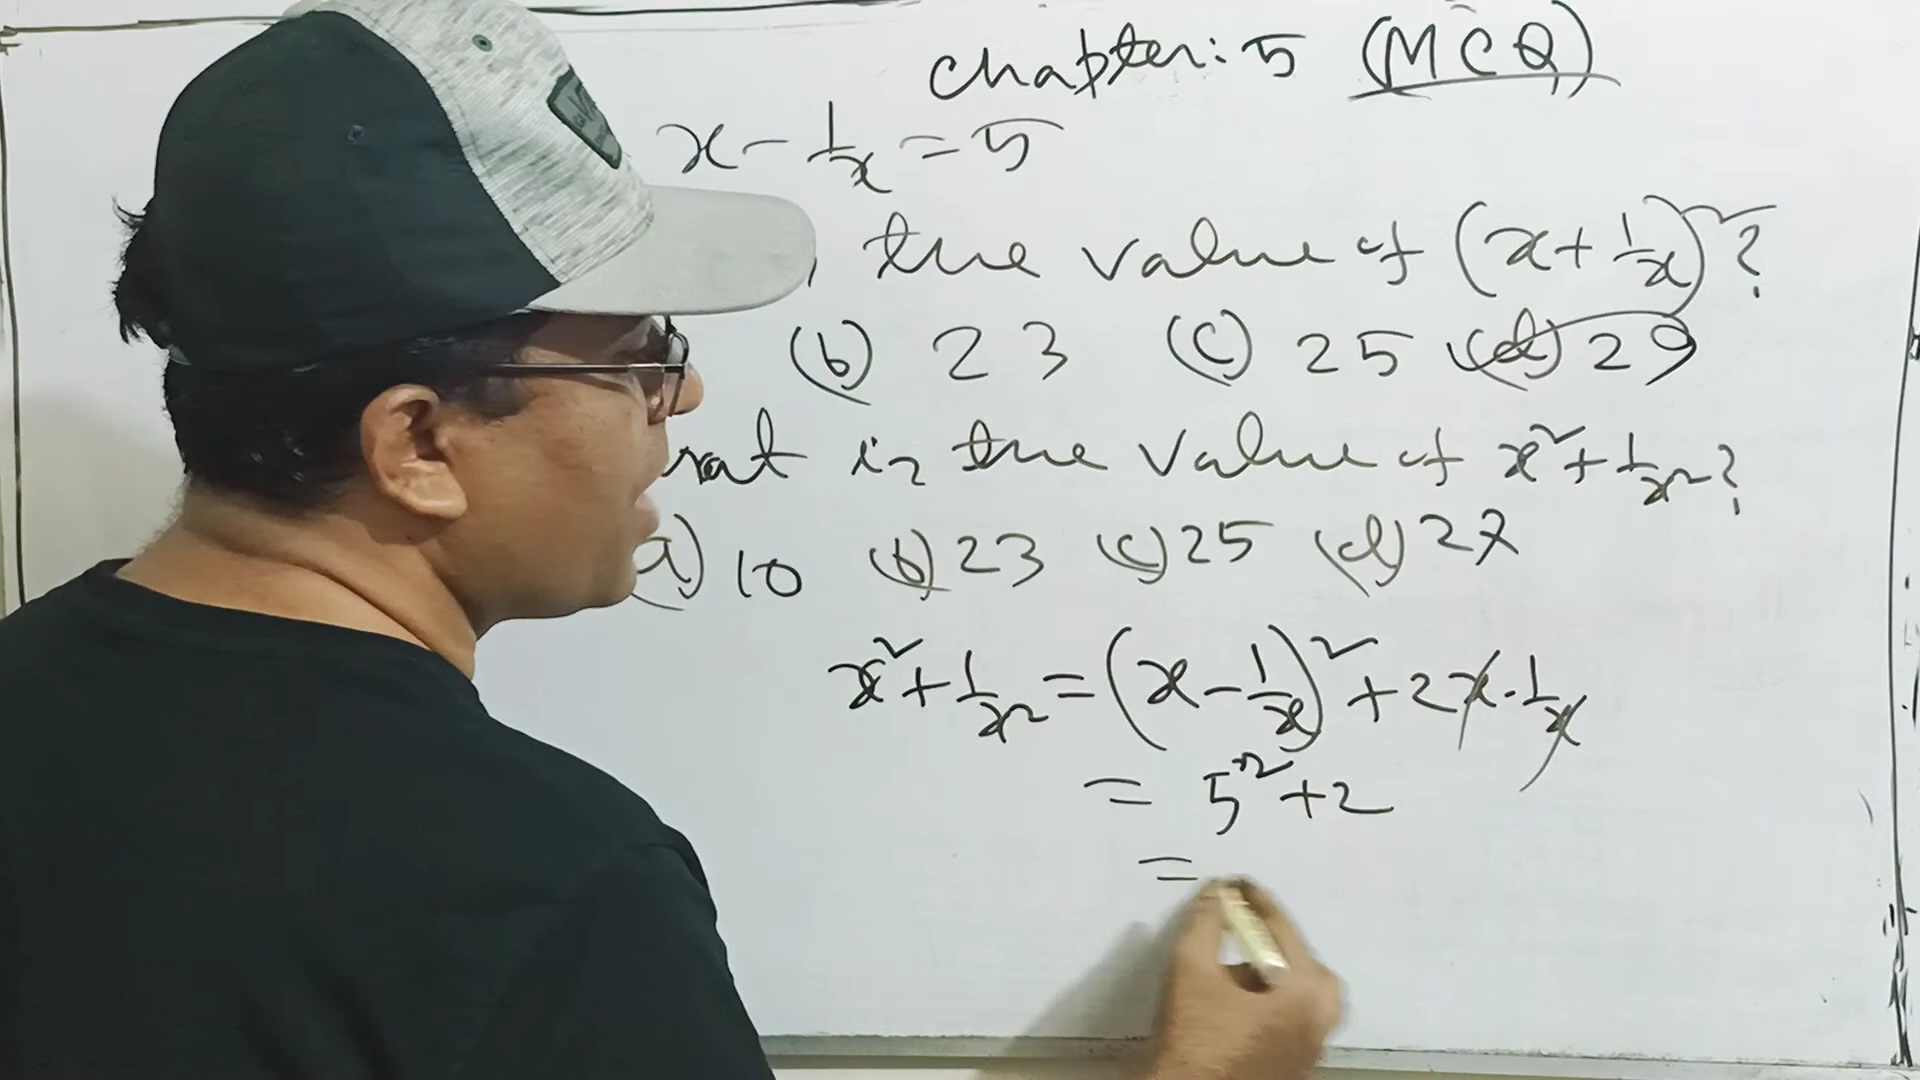 chapter: 5 (MCQ)
x - 1/x = 5
the value of (x + 1/x)² ?
(b) 23 (c) 25 (d) 29
at is the value of x² + 1/x² ?
a) 10 (b) 23 (c) 25 (d) 27
x² + 1/x² = (x - 1/x)² + 2x · 1/x
= 5² + 2
=